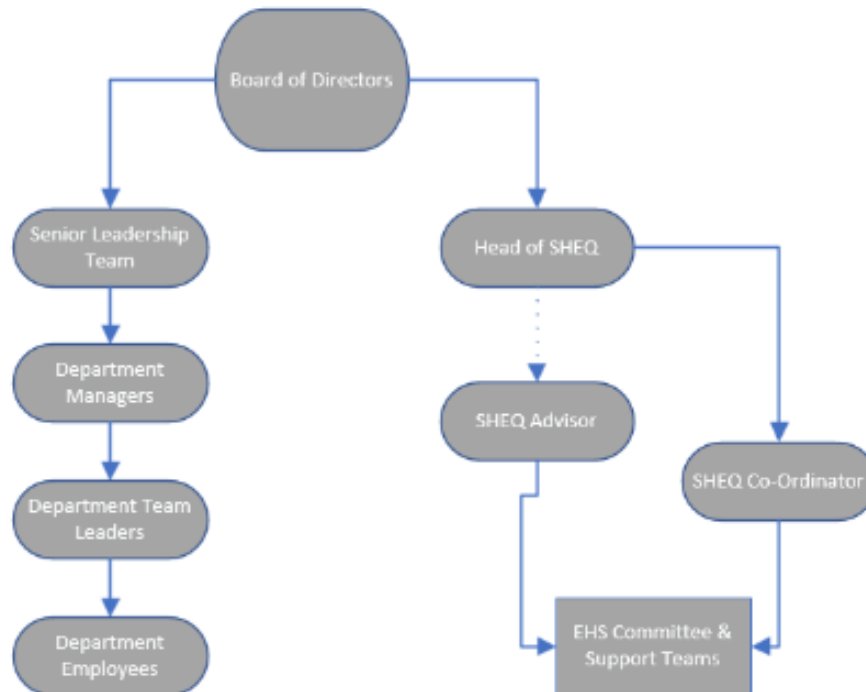 Board of Directors
Senior Leadership
Team
Head of SHEQ
Department
Managers
SHEQ Advisor
SHEQ Co-Ordinator
Department Team
Leaders
EHS Committee &
Support Teams
Department
Employees